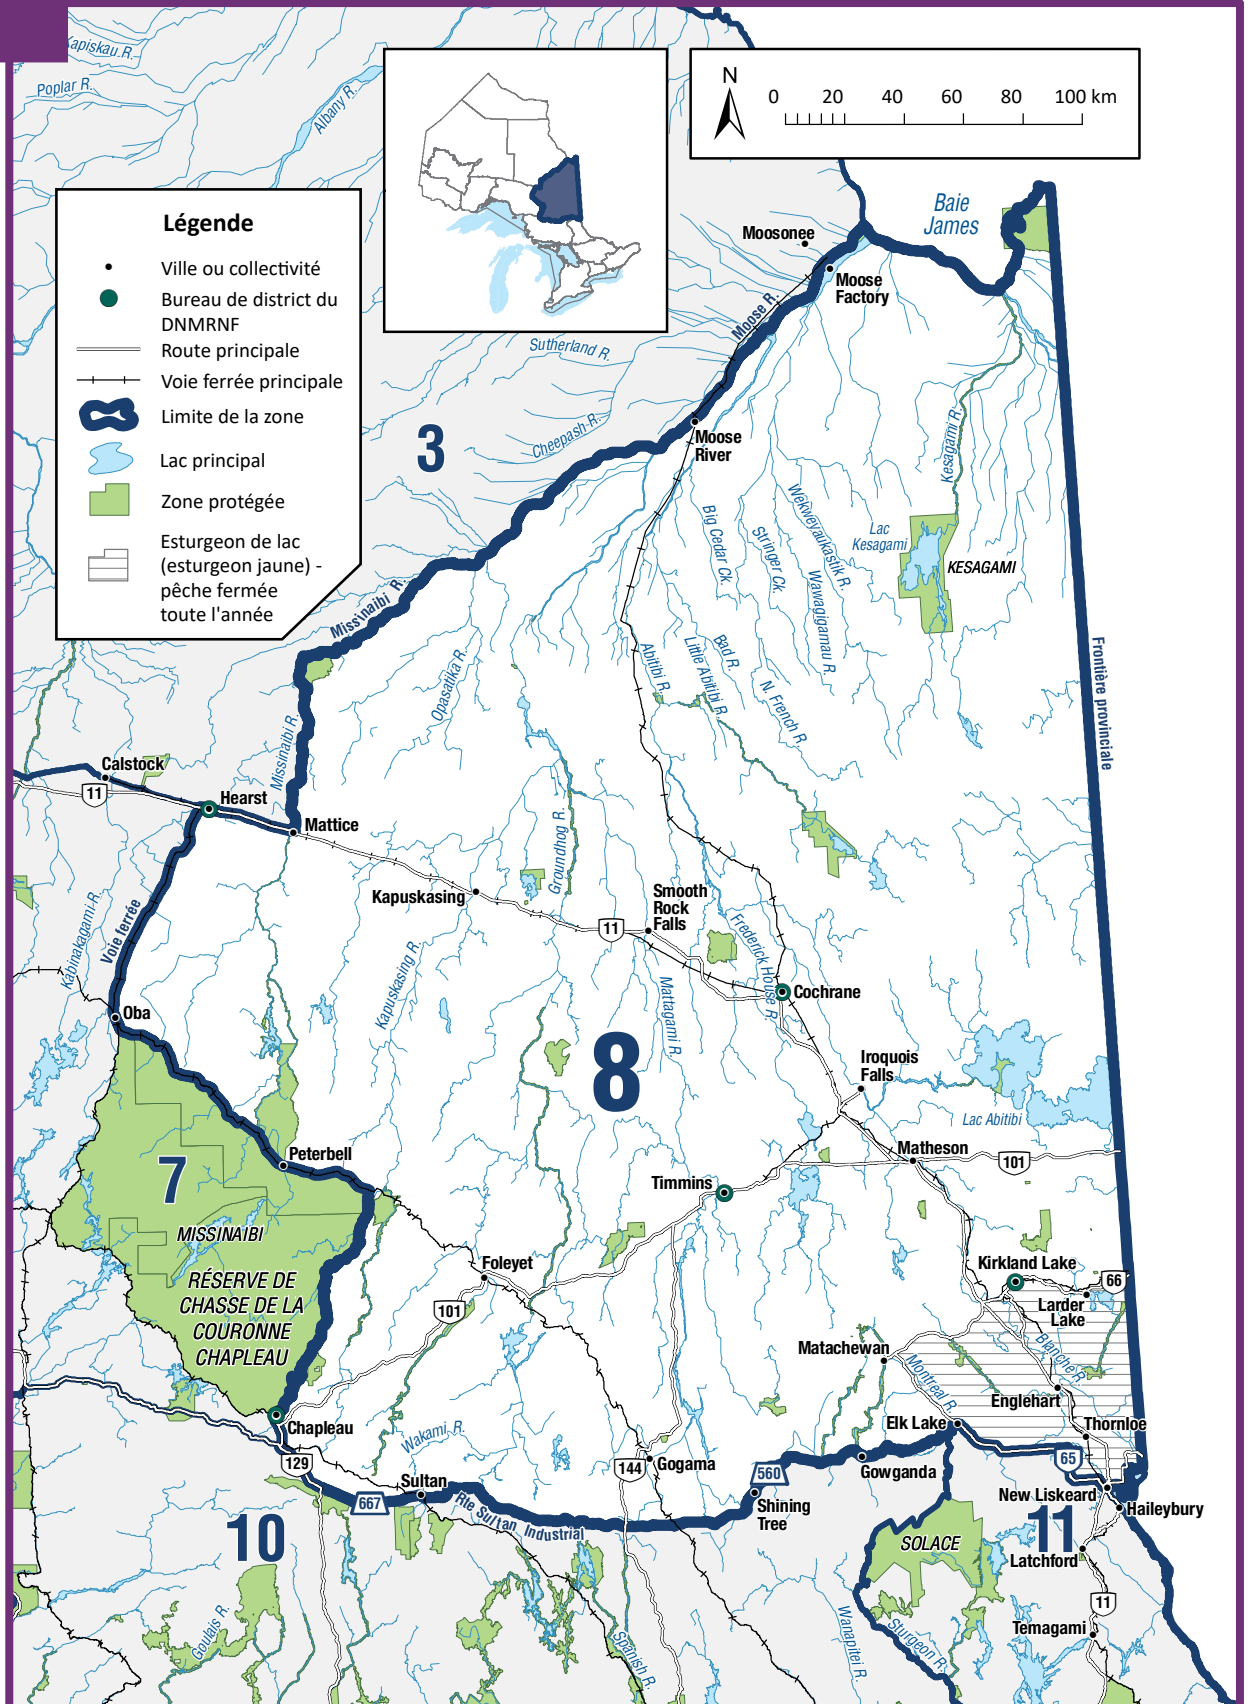 Kapiskau R.
Poplar R.
Albany R.
N
0 20 40 60 80 100 km
Légende
Ville ou collectivité
Bureau de district du
DNMRNF
Route principale
Voie ferrée principale
Limite de la zone
Lac principal
Zone protégée
Esturgeon de lac
(esturgeon jaune) -
pêche fermée
toute l'année
Baie
James
Moosonee
Moose
Factory
Moose R.
Sutherland R.
Cheepash R.
3
Moose
River
Kesagami R.
Big Cedar Ck.
Stringer Ck.
Wekweyaukastik R.
Wawagigamau R.
Lac
Kesagami
KESAGAMI
Missinaibi R.
Opasatika R.
Abitibi R.
Little Abitibi R.
Bad R.
N. French R.
Frontière provinciale
Missinaibi R.
Calstock
11
Hearst
Mattice
Kapuskasing
Groundhog R.
11
Smooth
Rock
Falls
Frederick House R.
Cochrane
Kabinakagami R.
Voie ferrée
Oba
Kapuskasing R.
Mattagami R.
8
Iroquois
Falls
Lac Abitibi
Peterbell
7
Matheson
101
Timmins
MISSINAIBI
RÉSERVE DE
CHASSE DE LA
COURONNE
CHAPLEAU
Foleyet
101
Kirkland Lake
66
Larder
Lake
Matachewan
Blanche R.
Montreal R.
Englehart
Elk Lake
Thornloe
Chapleau
Wakami R.
129
Sultan
667
Rte Sultan Industrial
144
Gogama
560
Shining
Tree
Gowganda
65
New Liskeard
Haileybury
10
SOLACE
11
Latchford
11
Temagami
Goulais R.
Spanish R.
Wanapitei R.
Sturgeon R.